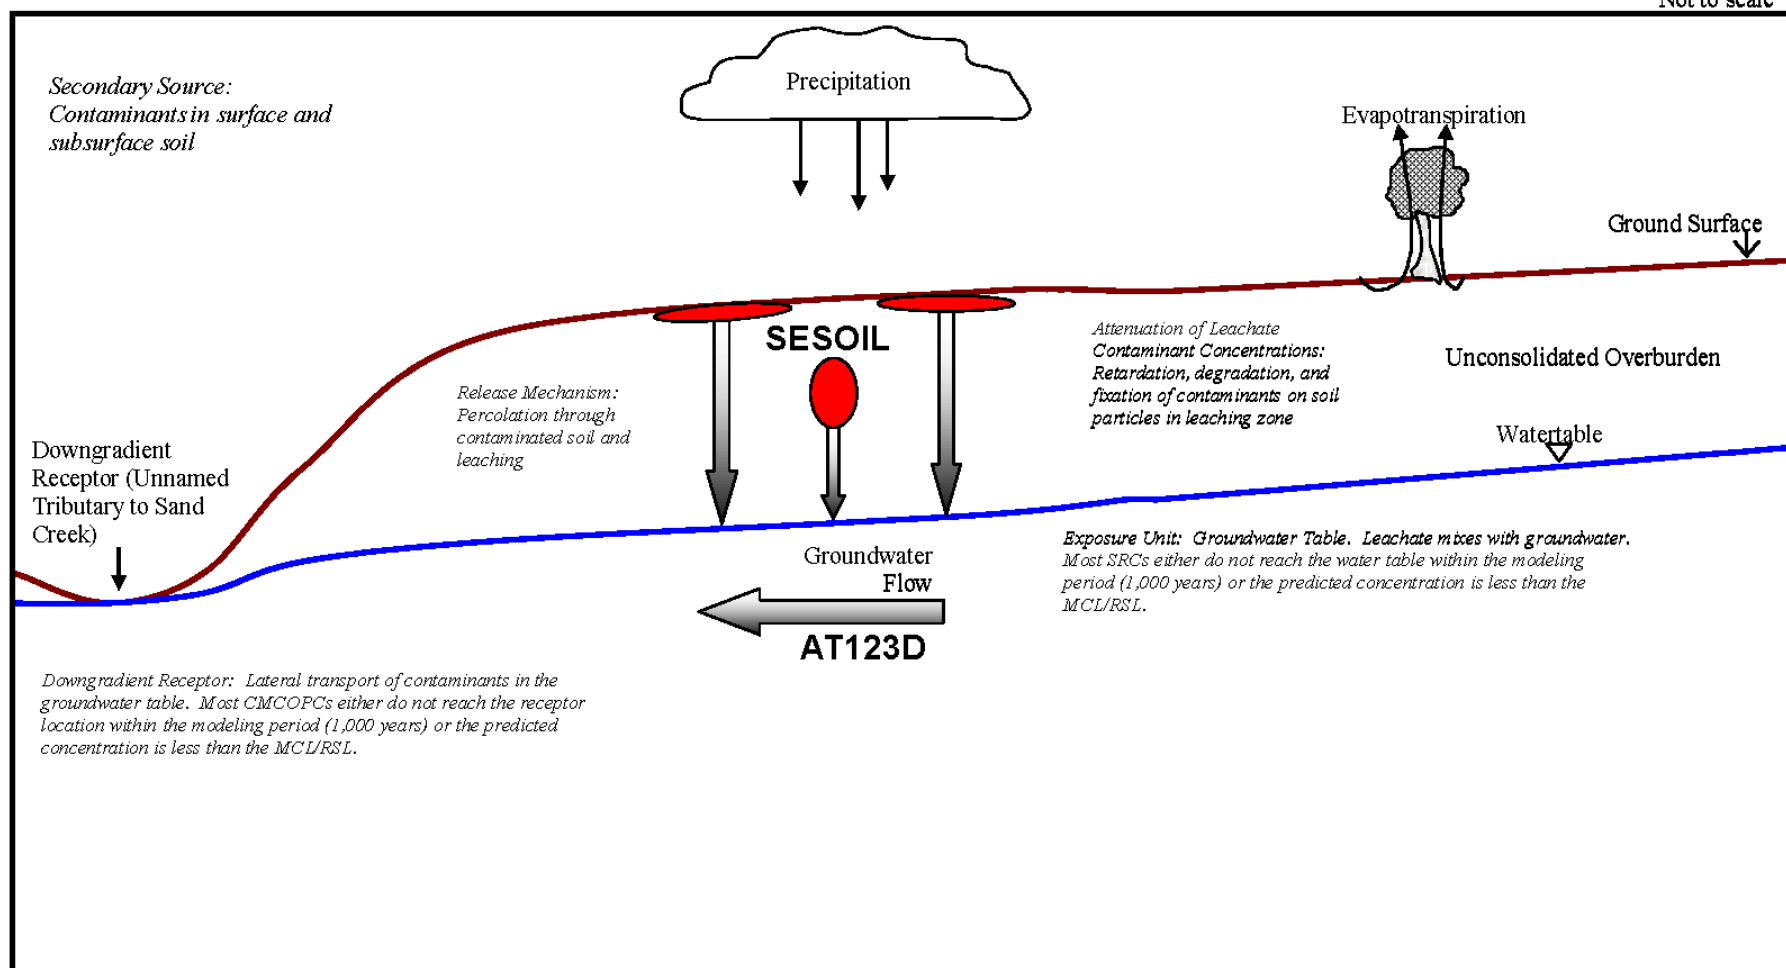 Not to scale
Secondary Source:
Contaminants in surface and
subsurface soil
Precipitation
Evapotranspiration
Ground Surface
SESOIL
Attenuation of Leachate
Contaminant Concentrations:
Retardation, degradation, and
fixation of contaminants on soil
particles in leaching zone
Unconsolidated Overburden
Release Mechanism:
Percolation through
contaminated soil and
leaching
Watertable
Downgradient
Receptor (Unnamed
Tributary to Sand
Creek)
Groundwater
Flow
AT123D
Exposure Unit: Groundwater Table. Leachate mixes with groundwater.
Most SRCs either do not reach the water table within the modeling
period (1,000 years) or the predicted concentration is less than the
MCL/RSL.
Downgradient Receptor: Lateral transport of contaminants in the
groundwater table. Most CMCOPCs either do not reach the receptor
location within the modeling period (1,000 years) or the predicted
concentration is less than the MCL/RSL.